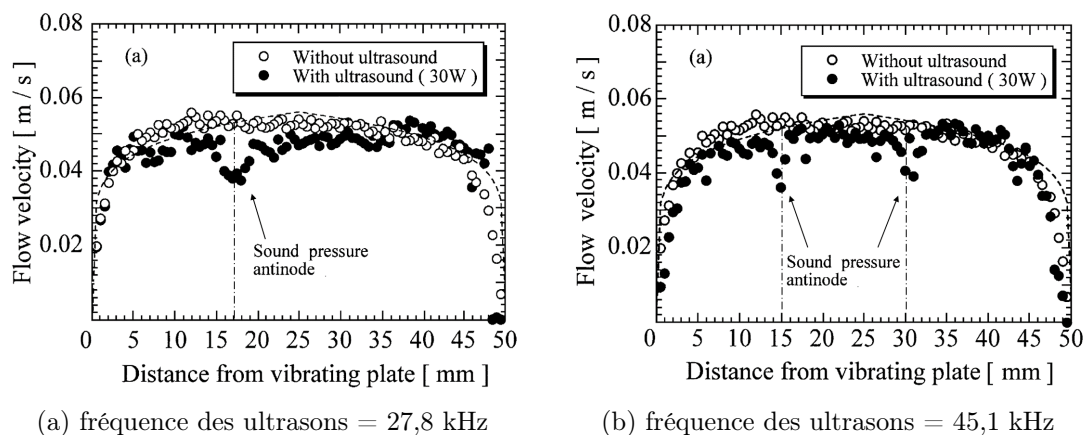 0.08
(a)
Without ultrasound
With ultrasound ( 30W )
0.06
0.04
0.02
Flow velocity [ m / s ]
Sound pressure
antinode
0 5 10 15 20 25 30 35 40 45 50
Distance from vibrating plate [ mm ]
(a) fréquence des ultrasons = 27,8 kHz
0.08
(a)
Without ultrasound
With ultrasound ( 30W )
0.06
0.04
0.02
Flow velocity [ m / s ]
Sound pressure
antinode
0 5 10 15 20 25 30 35 40 45 50
Distance from vibrating plate [ mm ]
(b) fréquence des ultrasons = 45,1 kHz